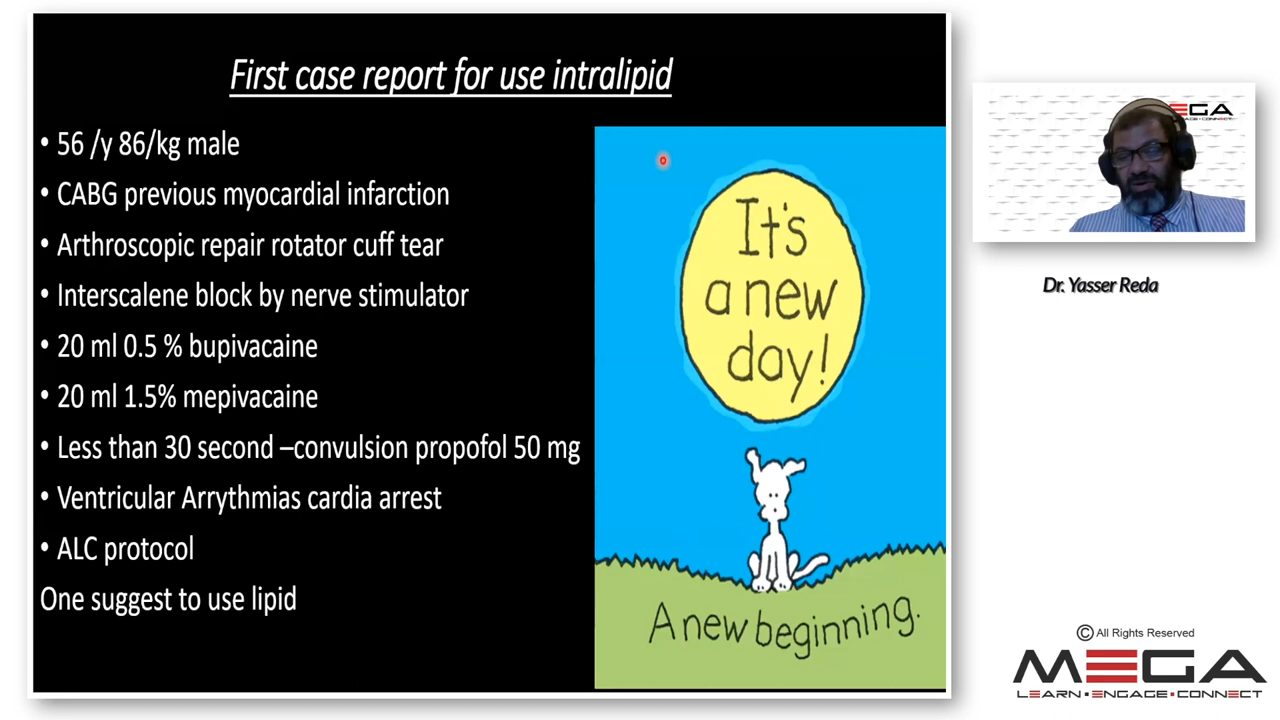 First case report for use intralipid
• 56 /y 86/kg male
• CABG previous myocardial infarction
• Arthroscopic repair rotator cuff tear
• Interscalene block by nerve stimulator
• 20 ml 0.5 % bupivacaine
• 20 ml 1.5% mepivacaine
• Less than 30 second –convulsion propofol 50 mg
• Ventricular Arrythmias cardia arrest
• ALC protocol
One suggest to use lipid
It's
a new
day!
A new beginning.
EGA
Dr. Yasser Reda
© All Rights Reserved
MEGA
LEARN - ENGAGE - CONNECT